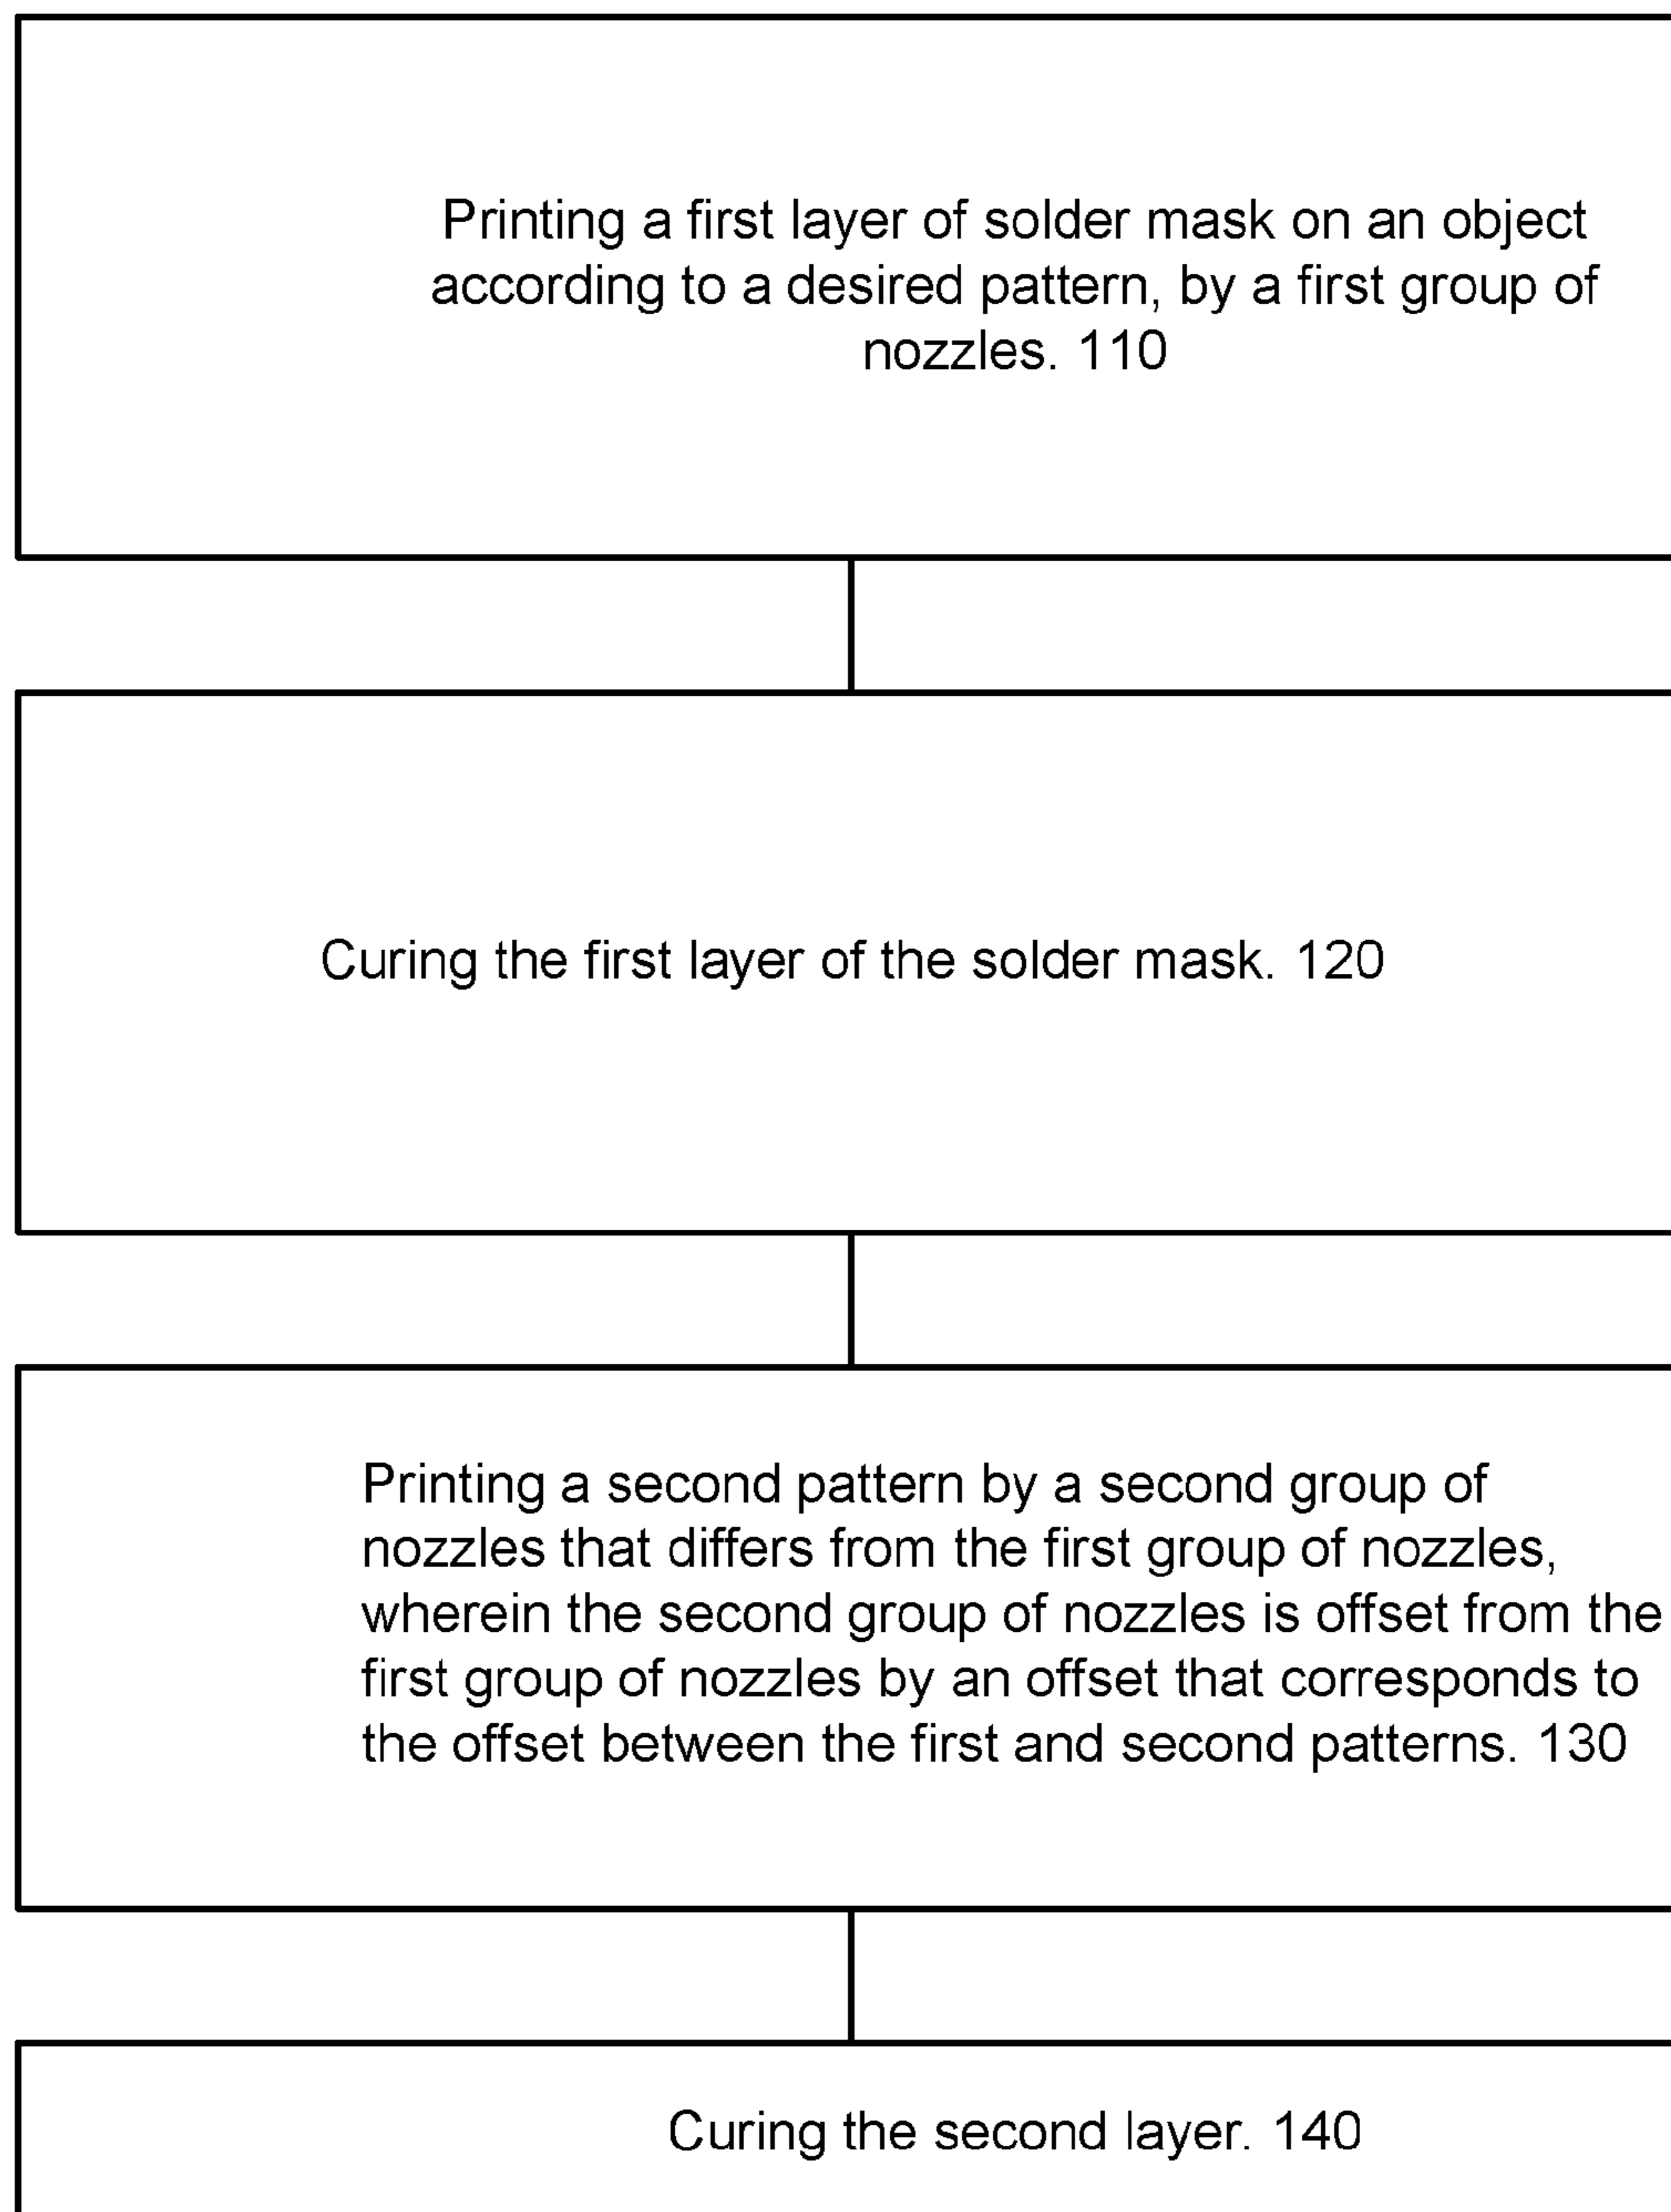 Printing a first layer of solder mask on an object
according to a desired pattern, by a first group of
nozzles. 110
Curing the first layer of the solder mask. 120
Printing a second pattern by a second group of
nozzles that differs from the first group of nozzles,
wherein the second group of nozzles is offset from the
first group of nozzles by an offset that corresponds to
the offset between the first and second patterns. 130
Curing the second layer. 140